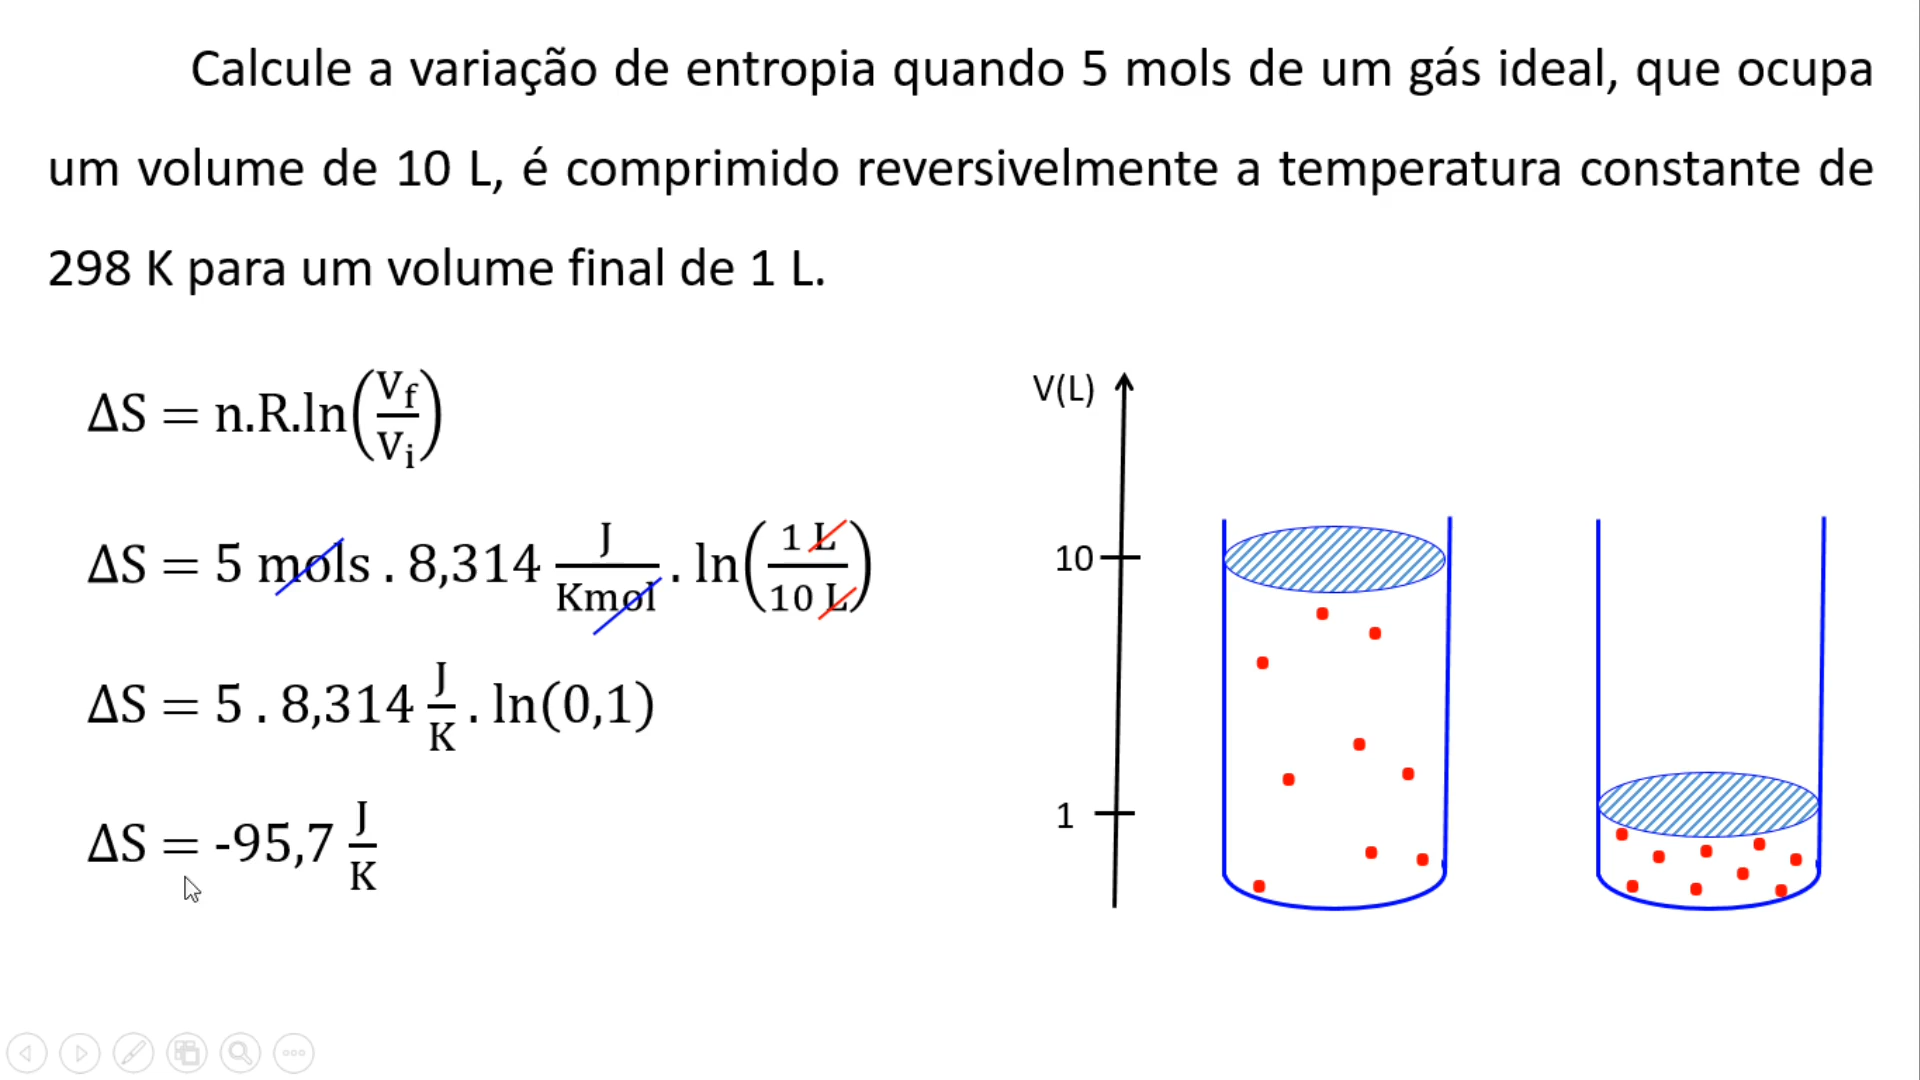 Calcule a variação de entropia quando 5 mols de um gás ideal, que ocupa
um volume de 10 L, é comprimido reversivelmente a temperatura constante de
298 K para um volume final de 1 L.
ΔS = n.R.ln(Vf/Vi)
ΔS = 5 mols . 8,314 J/Kmol . ln(1 L/10 L)
ΔS = 5 . 8,314 J/K . ln(0,1)
ΔS = -95,7 J/K
V(L)
10
1